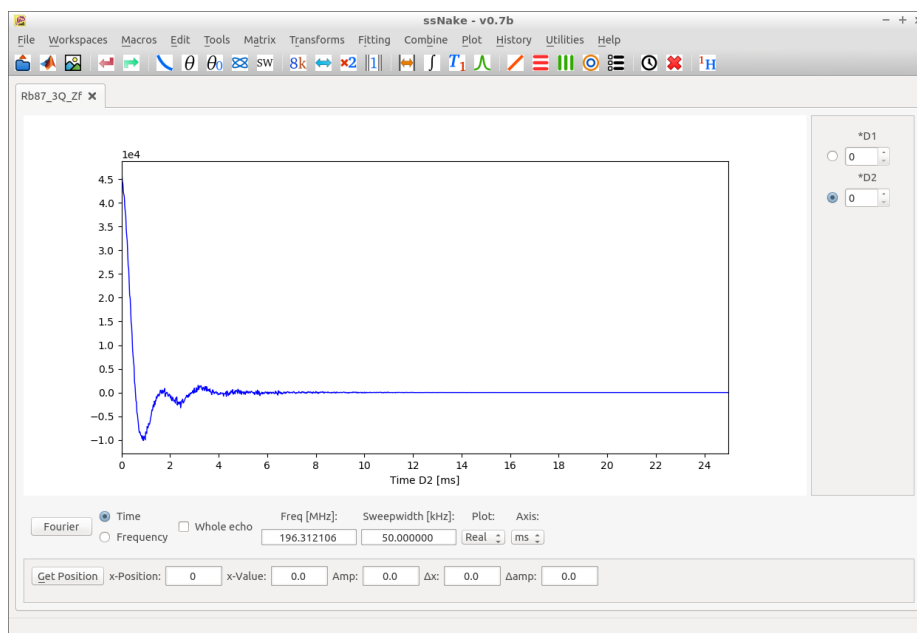 ssNake - v0.7b
File Workspaces Macros Edit Tools Matrix Transforms Fitting Combine Plot History Utilities Help
θ θ0 SW 8k ×2 ||1|| ∫ T1 1H
Rb87_3Q_Zf
1e4
4.5
4.0
3.5
3.0
2.5
2.0
1.5
1.0
0.5
0.0
−0.5
−1.0
0 2 4 6 8 10 12 14 16 18 20 22 24
Time D2 [ms]
*D1
0
*D2
0
Fourier
Time
Frequency
Whole echo
Freq [MHz]: Sweepwidth [kHz]: Plot: Axis:
196.312106 50.000000 Real ms
Get Position x-Position: 0 x-Value: 0.0 Amp: 0.0 Δx: 0.0 Δamp: 0.0